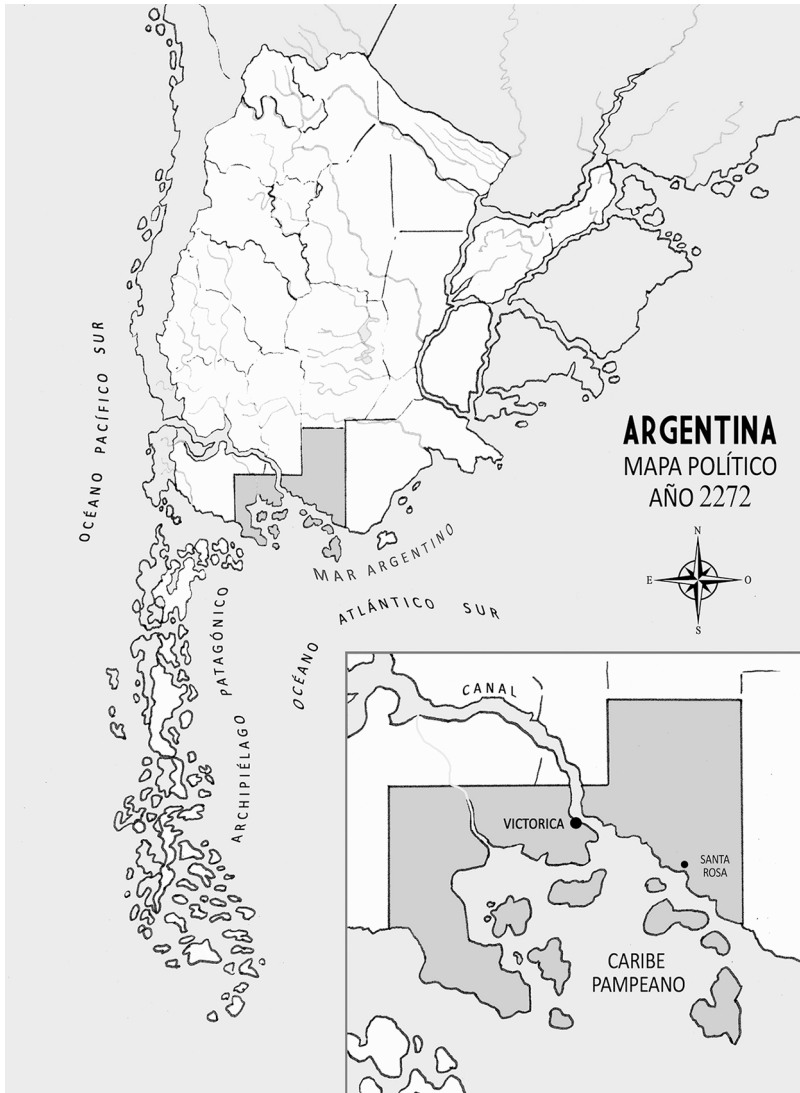 OCÉANO PACÍFICO SUR
ARGENTINA
MAPA POLÍTICO
AÑO 2272
N
E
O
S
MAR ARGENTINO
OCÉANO ATLÁNTICO SUR
ARCHIPIÉLAGO PATAGÓNICO
CANAL
VICTORICA
SANTA
ROSA
CARIBE
PAMPEANO